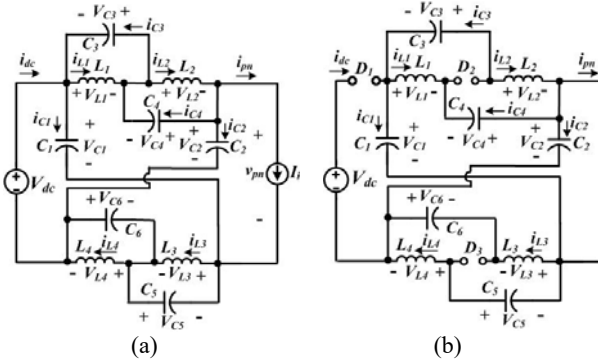 - V_C3 +
i_C3
C_3
i_dc
i_L1
L_1
i_L2
L_2
i_pn
+ V_L1 -
+ V_L2 -
C_4
i_C4
- V_C4 +
i_C1
C_1
+
V_C1
-
+
V_C2
-
i_C2
C_2
+
v_pn
-
I_i
V_dc
+ V_C6 -
C_6
L_4
i_L4
L_3
i_L3
- V_L4 +
- V_L3 +
C_5
+ V_C5 -
(a)
- V_C3 +
i_C3
C_3
i_dc
D_1
i_L1
L_1
D_2
i_L2
L_2
i_pn
+ V_L1 -
+ V_L2 -
C_4
i_C4
- V_C4 +
i_C1
C_1
+
V_C1
-
+
V_C2
-
i_C2
C_2
V_dc
+ V_C6 -
C_6
L_4
i_L4
D_3
L_3
i_L3
- V_L4 +
- V_L3 +
C_5
+ V_C5 -
(b)